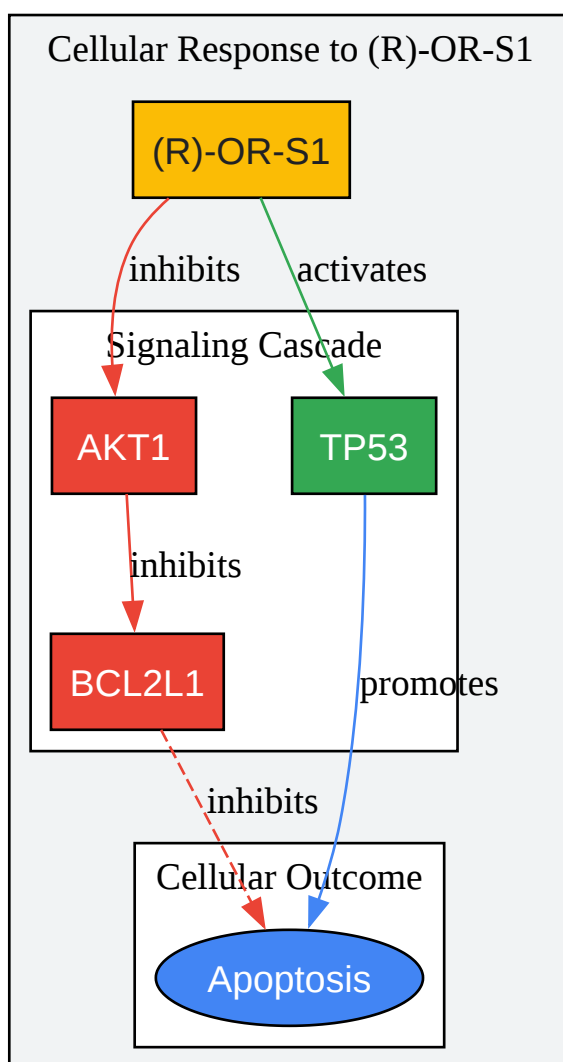 Cellular Response to (R)-OR-S1
(R)-OR-S1
inhibits
activates
Signaling Cascade
AKT1
TP53
inhibits
BCL2L1
promotes
inhibits
Cellular Outcome
Apoptosis